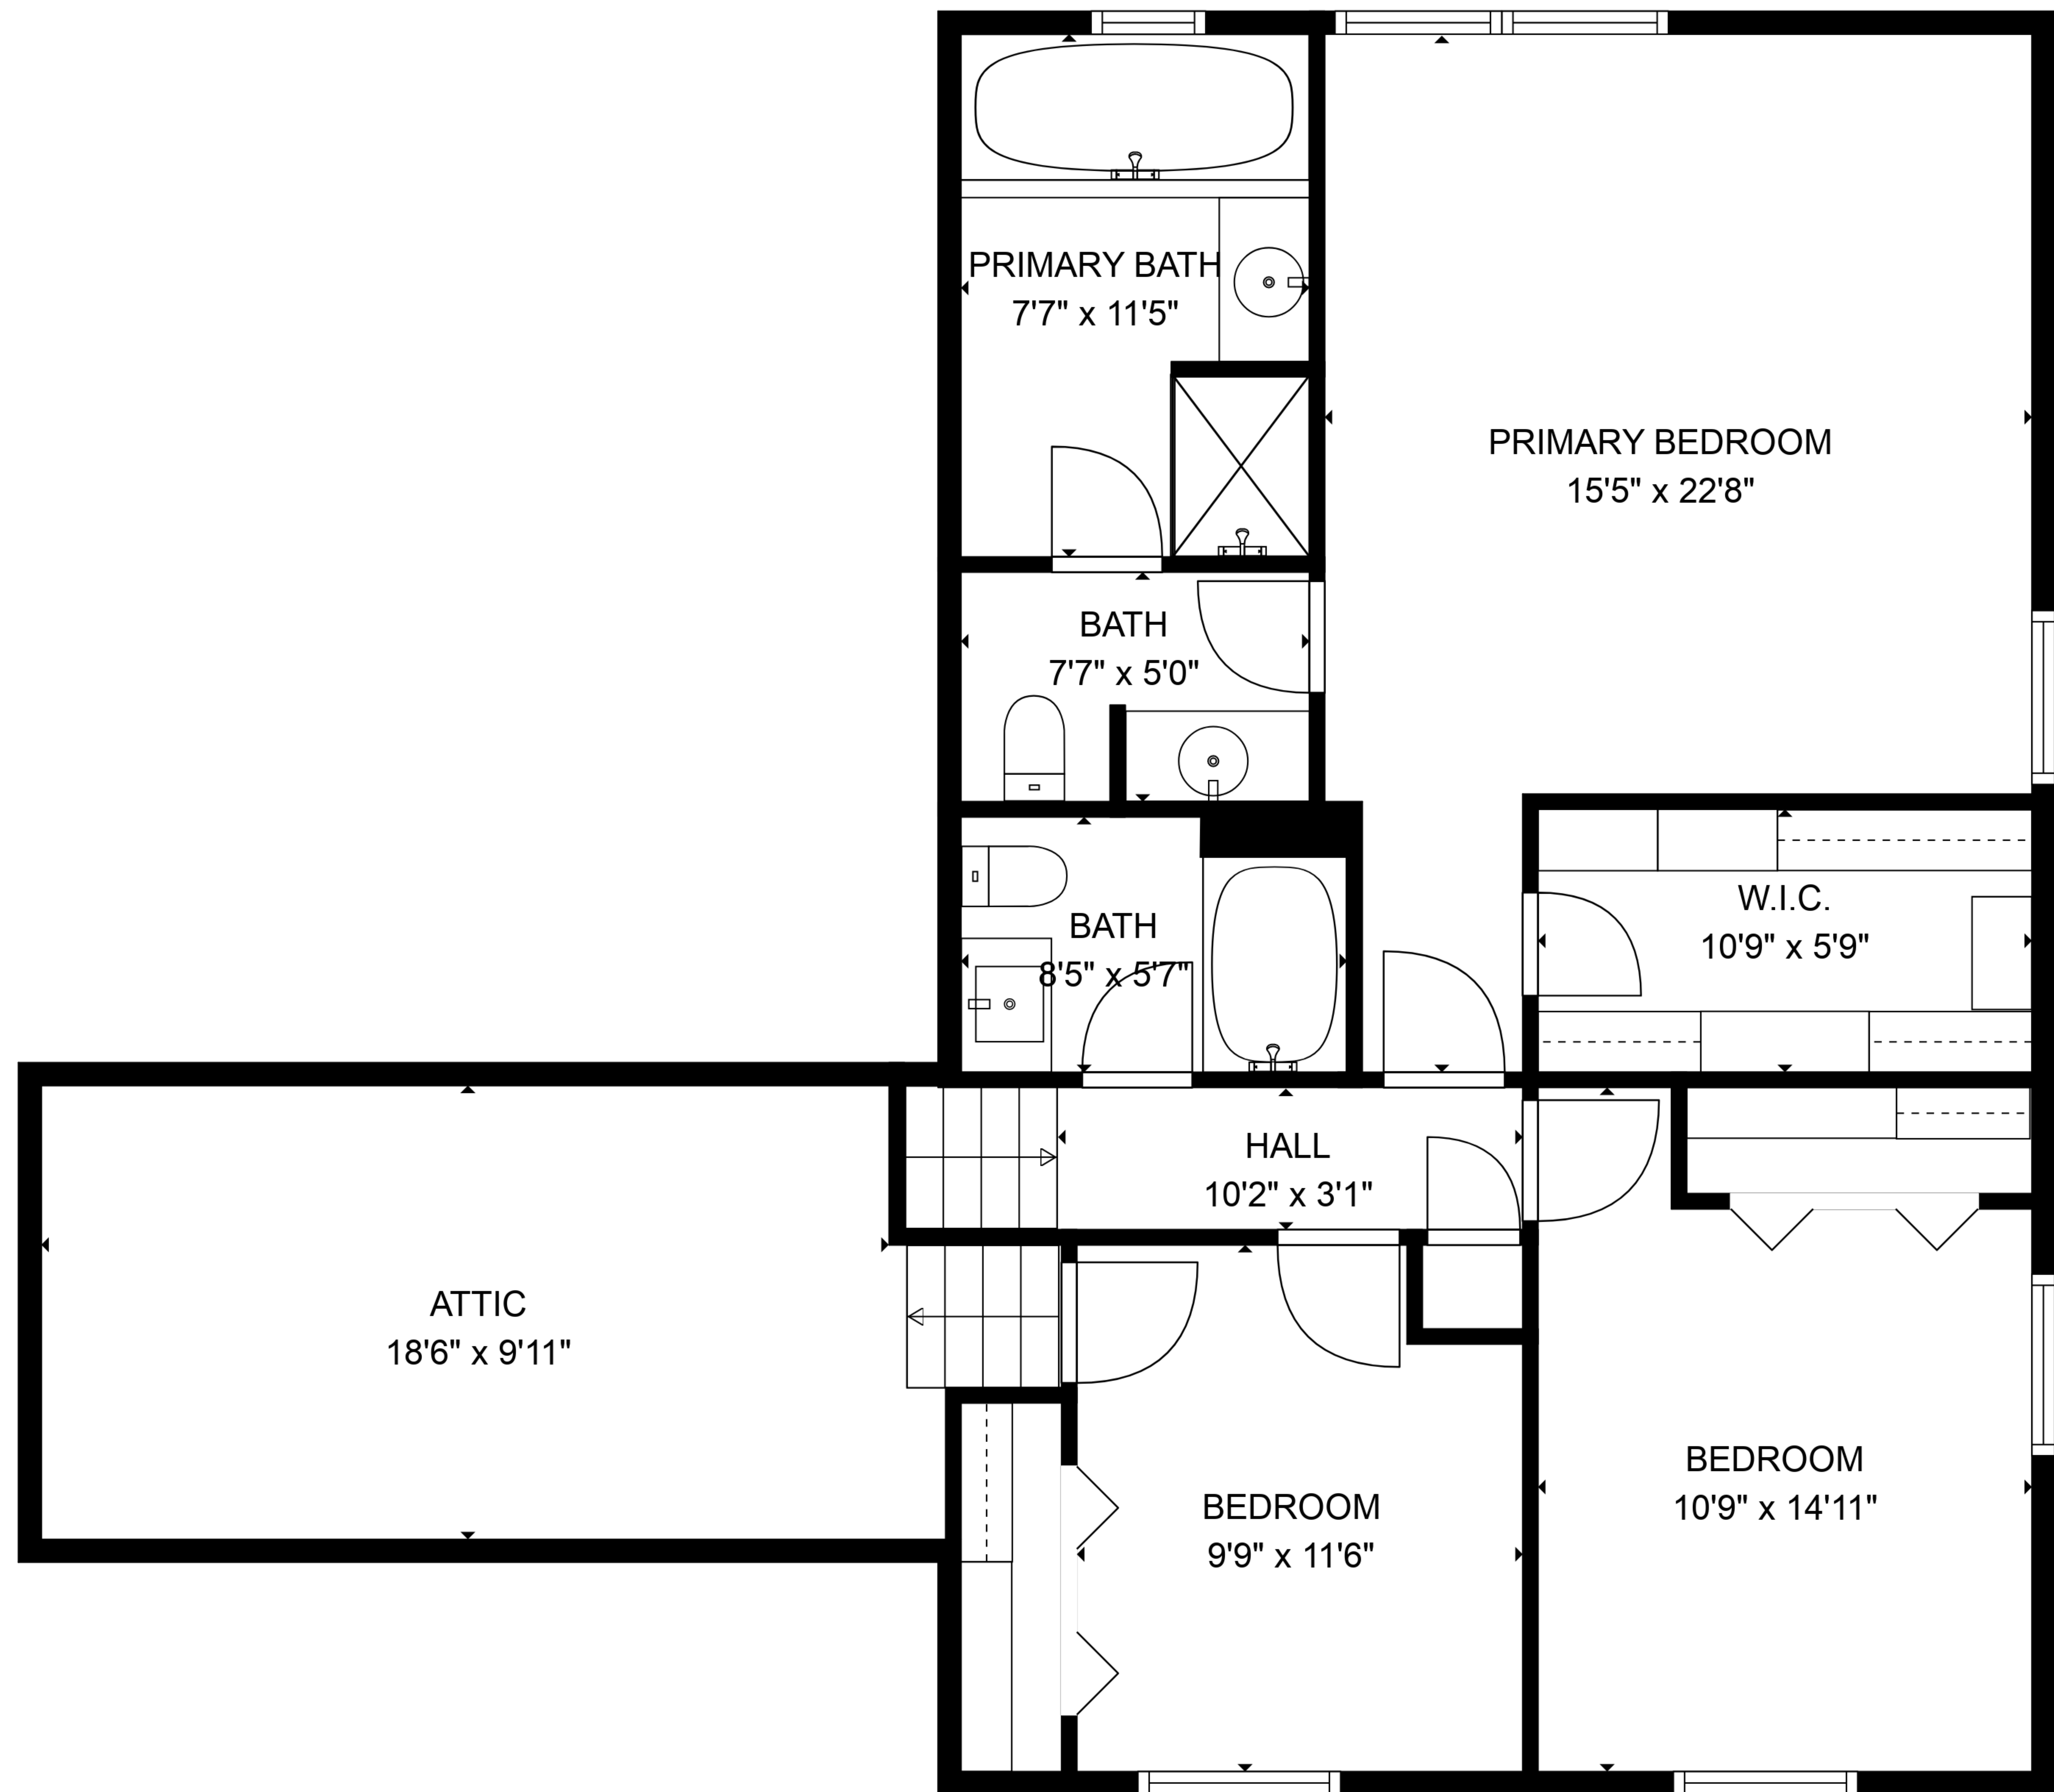 PRIMARY BATH
7'7" x 11'5"
PRIMARY BEDROOM
15'5" x 22'8"
BATH
7'7" x 5'0"
BATH
8'5" x 5'7"
W.I.C.
10'9" x 5'9"
HALL
10'2" x 3'1"
ATTIC
18'6" x 9'11"
BEDROOM
9'9" x 11'6"
BEDROOM
10'9" x 14'11"